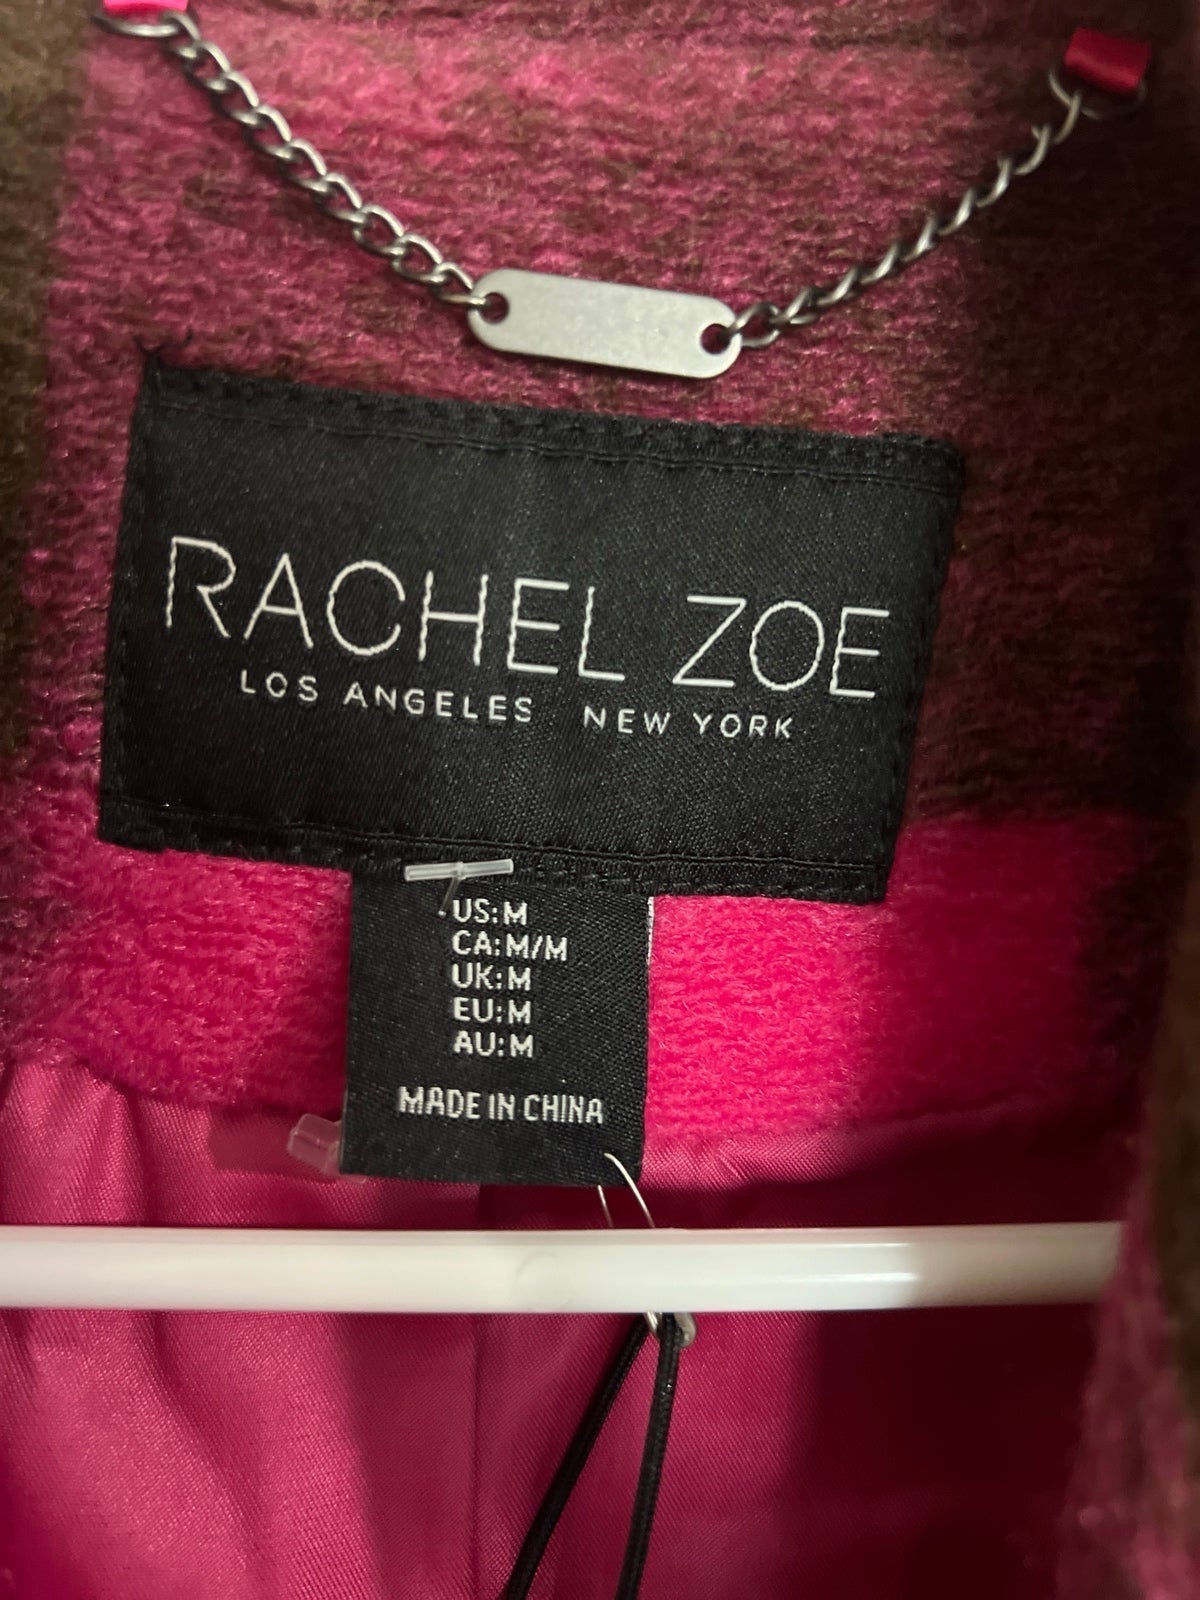 RACHEL ZOE
LOS ANGELES NEW YORK
US:M
CA:M/M
UK:M
EU:M
AU:M
MADE IN CHINA